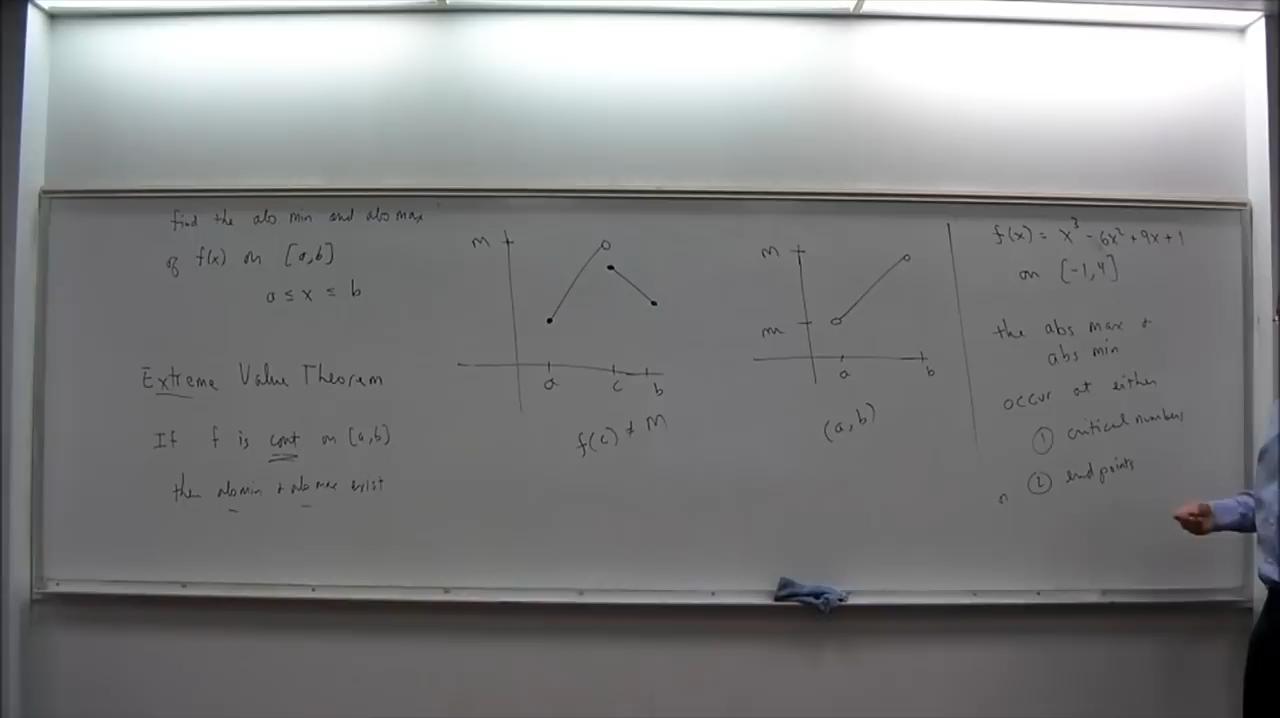 find the abs min and abs max
of f(x) on [a,b]
a ≤ x ≤ b
Extreme Value Theorem
If f is cont on [a,b]
then abs min + abs max exist
M
a
c
b
f(c) ≠ M
M
m
a
b
(a,b)
f(x) = x³ - 6x² + 9x + 1
on [-1,4]
the abs max +
abs min
occur at either
① critical numbers
or ② endpoints